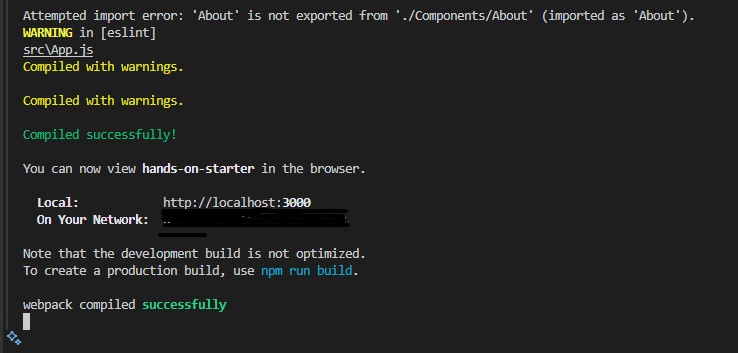 Attempted import error: 'About' is not exported from './Components/About' (imported as 'About').
WARNING in [eslint]
src\App.js
Compiled with warnings.
Compiled with warnings.
Compiled successfully!
You can now view hands-on-starter in the browser.
Local: http://localhost:3000
On Your Network:
Note that the development build is not optimized.
To create a production build, use npm run build.
webpack compiled successfully